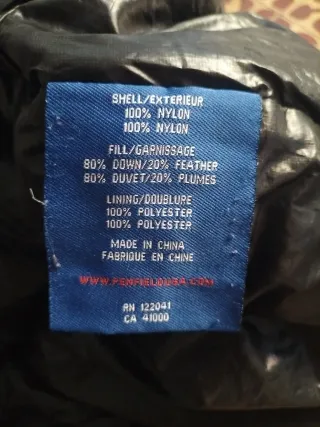 SHELL/EXTERIEUR
100% NYLON
100% NYLON
FILL/GARNISSAGE
80% DOWN/20% FEATHER
80% DUVET/20% PLUMES
LINING/DOUBLURE
100% POLYESTER
100% POLYESTER
MADE IN CHINA
FABRIQUE EN CHINE
WWW.PENFIELDUSA.COM
RN 122041
CA 41000